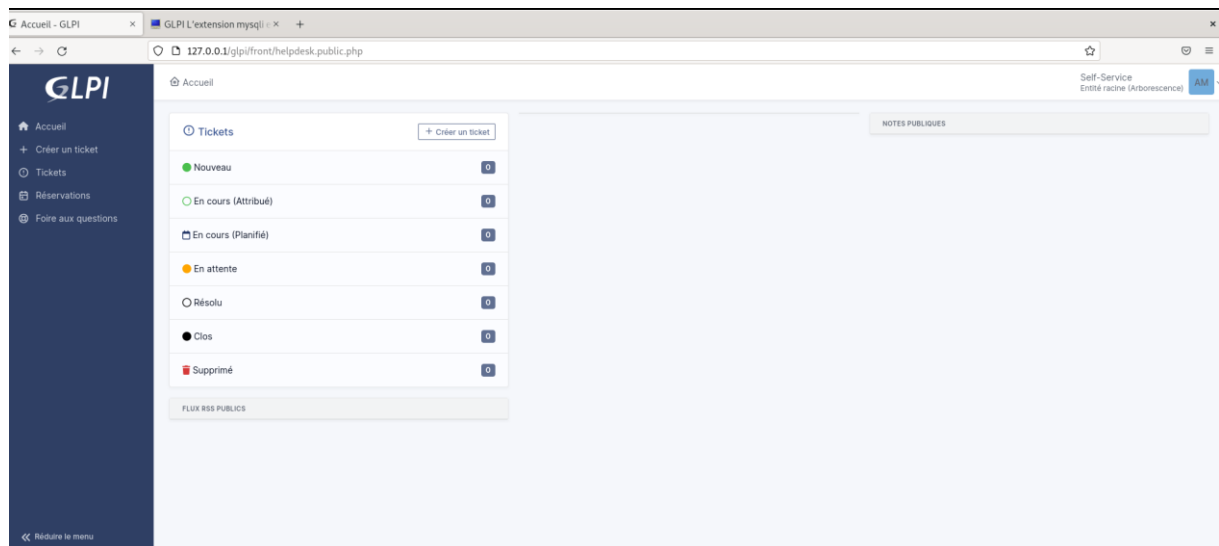 Accueil - GLPI
GLPI L'extension mysqli e
127.0.0.1/glpi/front/helpdesk.public.php
GLPI
Accueil
Créer un ticket
Tickets
Réservations
Foire aux questions
Réduire le menu
Accueil
Self-Service
Entité racine (Arborescence)
AM
Tickets
+ Créer un ticket
Nouveau 0
En cours (Attribué) 0
En cours (Planifié) 0
En attente 0
Résolu 0
Clos 0
Supprimé 0
FLUX RSS PUBLICS
NOTES PUBLIQUES